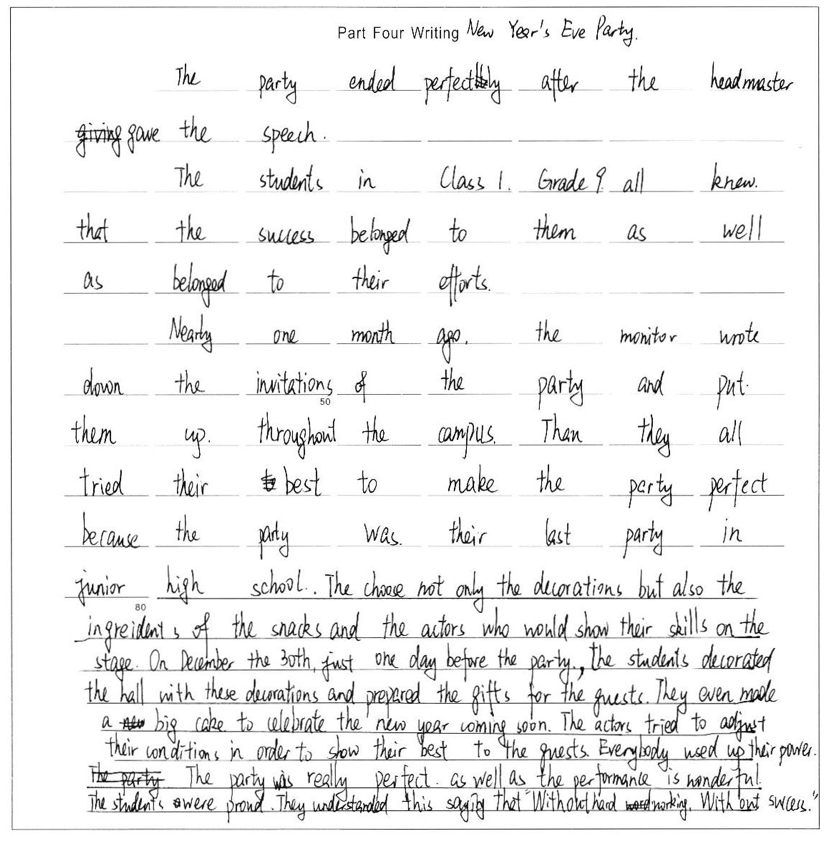 Part Four Writing New Year's Eve Party.
The party ended perfectly after the headmaster
giving gave the speech.
The students in Class 1. Grade 9. all knew.
that the success belonged to them as well
as belonged to their efforts.
Nearly one month ago, the monitor wrote
down the invitations of the party and put
50
them up. throughout the campus. Than they all
tried their best to make the party perfect
because the party was. their last party in
junior high school.. The choose not only the decorations but also the
80
ingreidents of the snacks and the actors who would show their skills on the
stage. On December the 30th, just one day before the party., the students decorated
the hall with these decorations and prepared the gifts for the guests. They even made
a big cake to celebrate the new year coming soon. The actors tried to adjust
their conditions in order to show their best to the guests. Everybody used up their power.
The party The party was really perfect. as well as the performance is wonderful.
The students were proud. They understanded this saying that "Without hard word working, With out success."